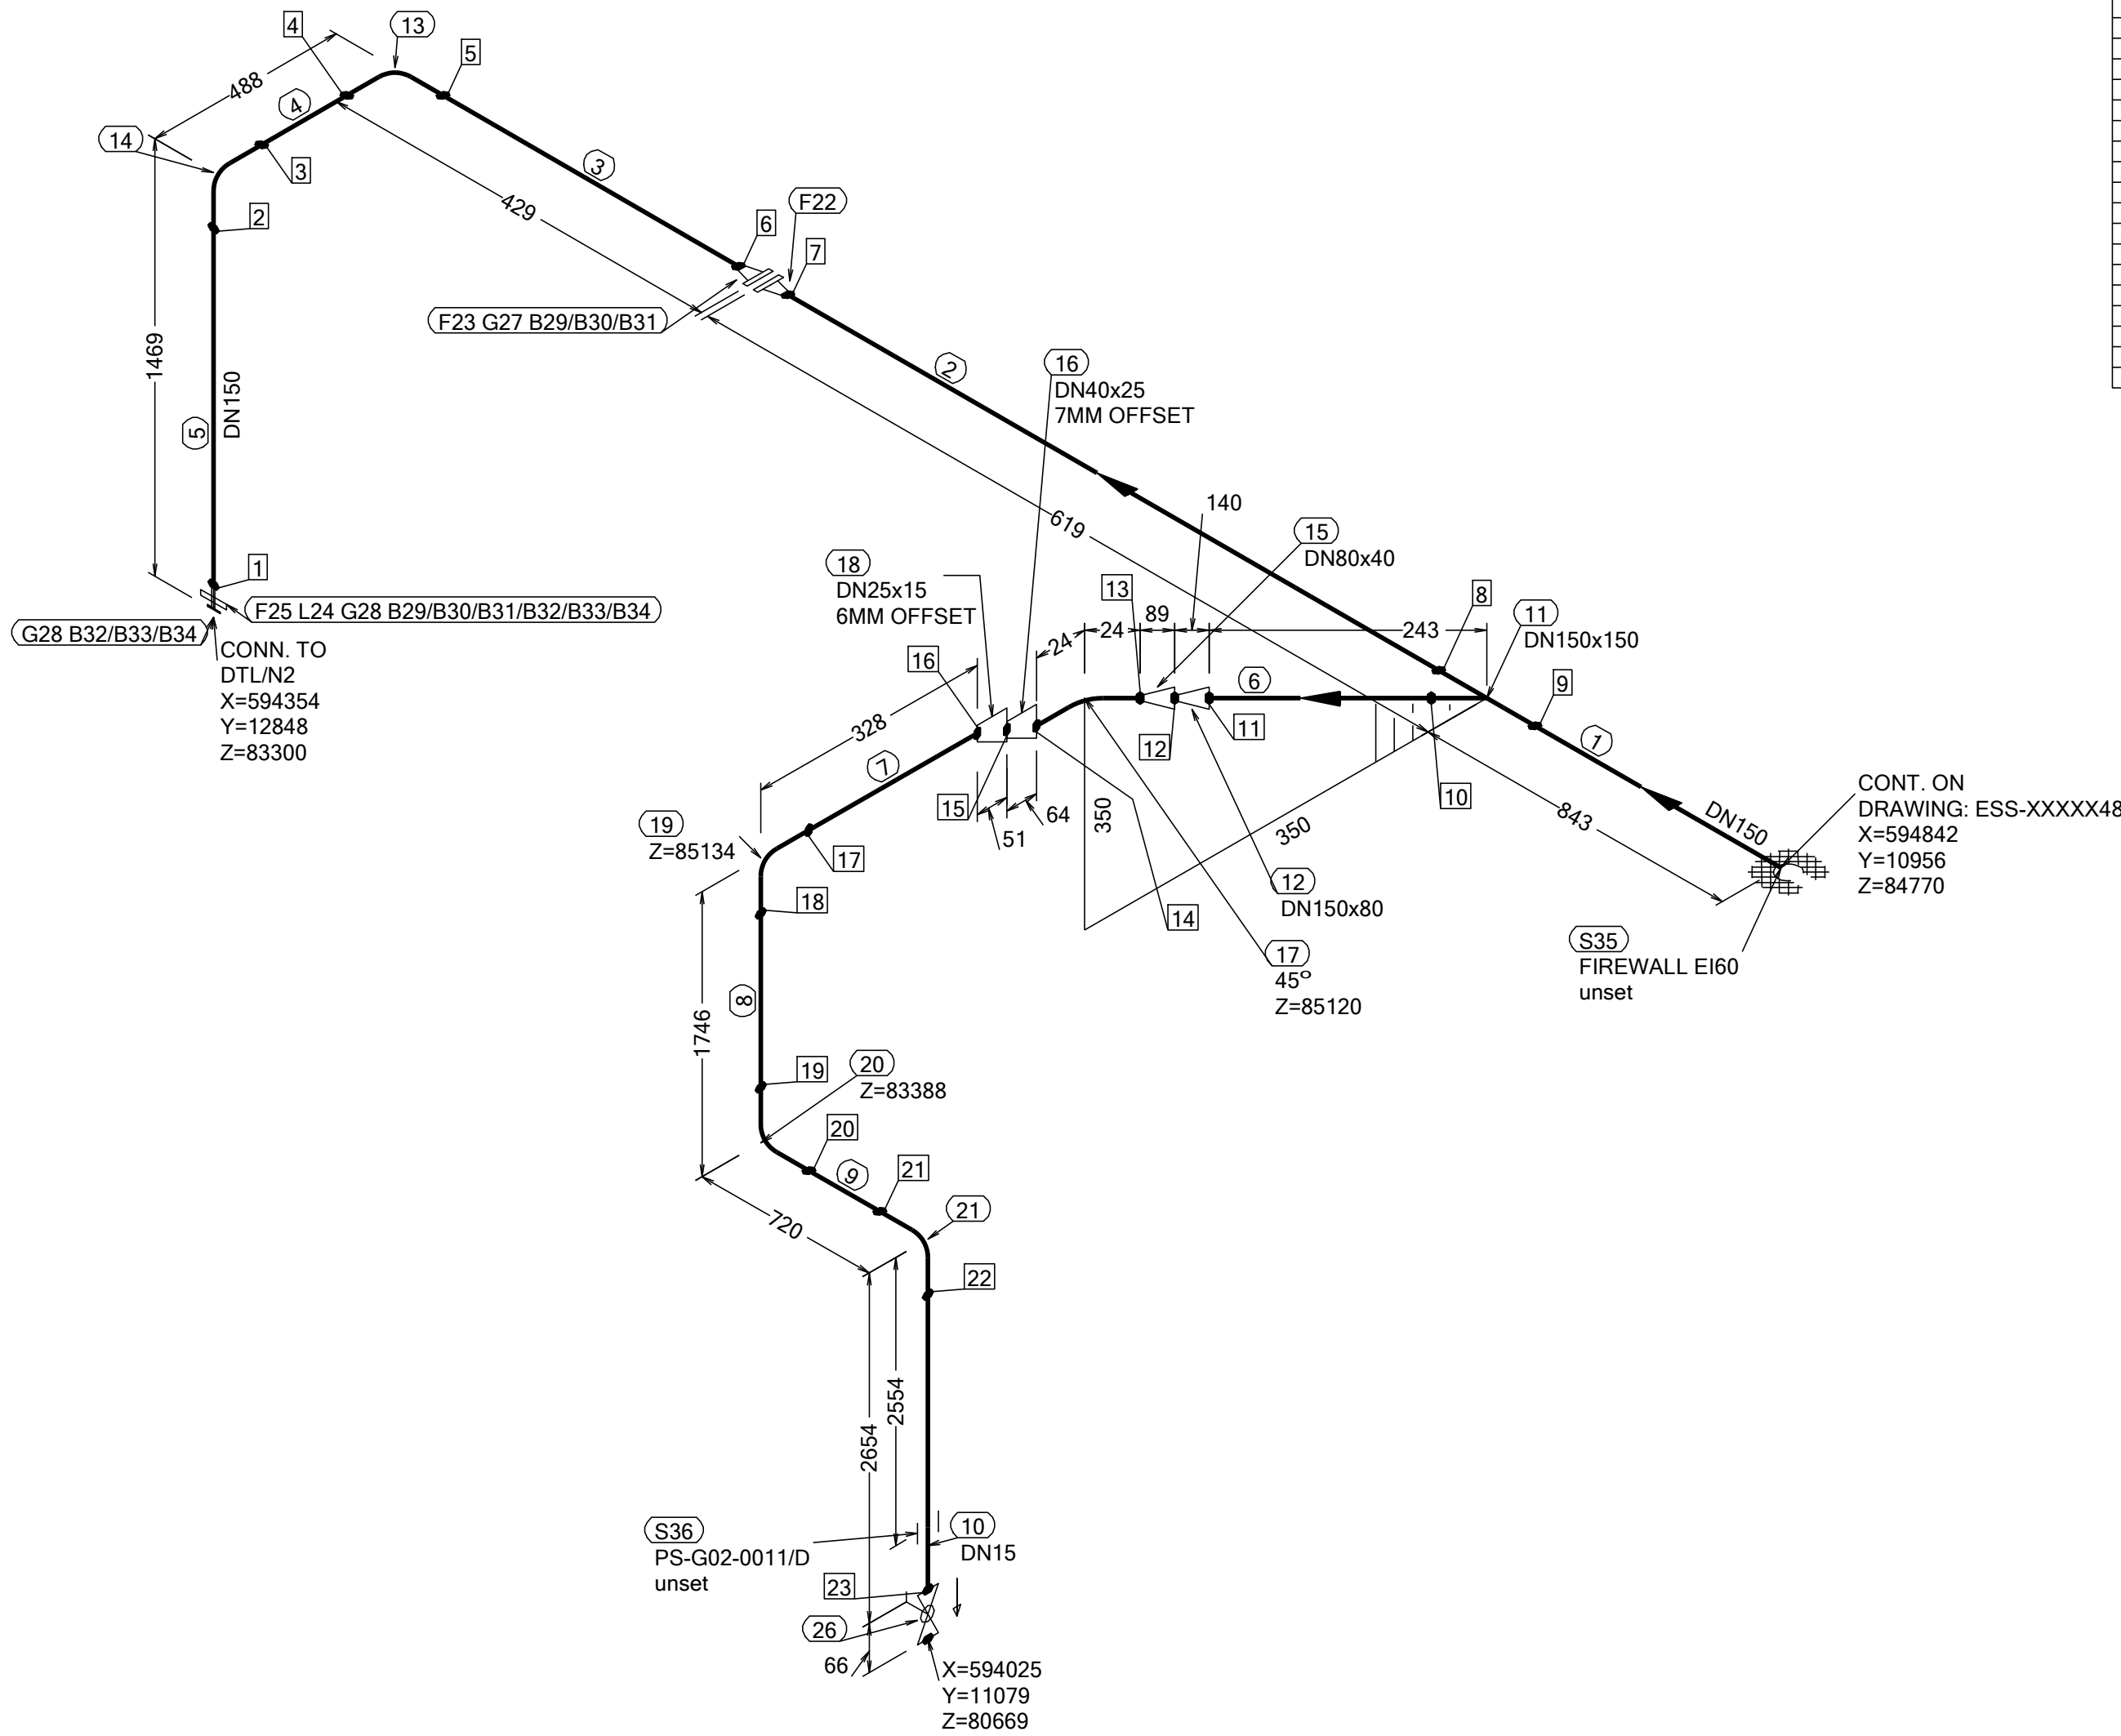 4
13
5
488
4
14
3
3
2
429
F22
6
7
F23 G27 B29/B30/B31
1469
DN150
5
2
16
DN40x25
7MM OFFSET
140
619
15
DN80x40
18
DN25x15
6MM OFFSET
13
89
8
1
F25 L24 G28 B29/B30/B31/B32/B33/B34
G28 B32/B33/B34
CONN. TO
DTL/N2
X=594354
Y=12848
Z=83300
24
24
243
11
DN150x150
16
6
9
328
12
11
1
7
15
64
51
10
350
350
843
DN150
CONT. ON
DRAWING: ESS-XXXXX48
X=594842
Y=10956
Z=84770
19
Z=85134
17
12
DN150x80
14
18
17
45°
Z=85120
S35
FIREWALL EI60
unset
8
1746
19
20
Z=83388
20
9
21
720
21
22
2554
2654
S36
PS-G02-0011/D
unset
10
DN15
23
26
66
X=594025
Y=11079
Z=80669